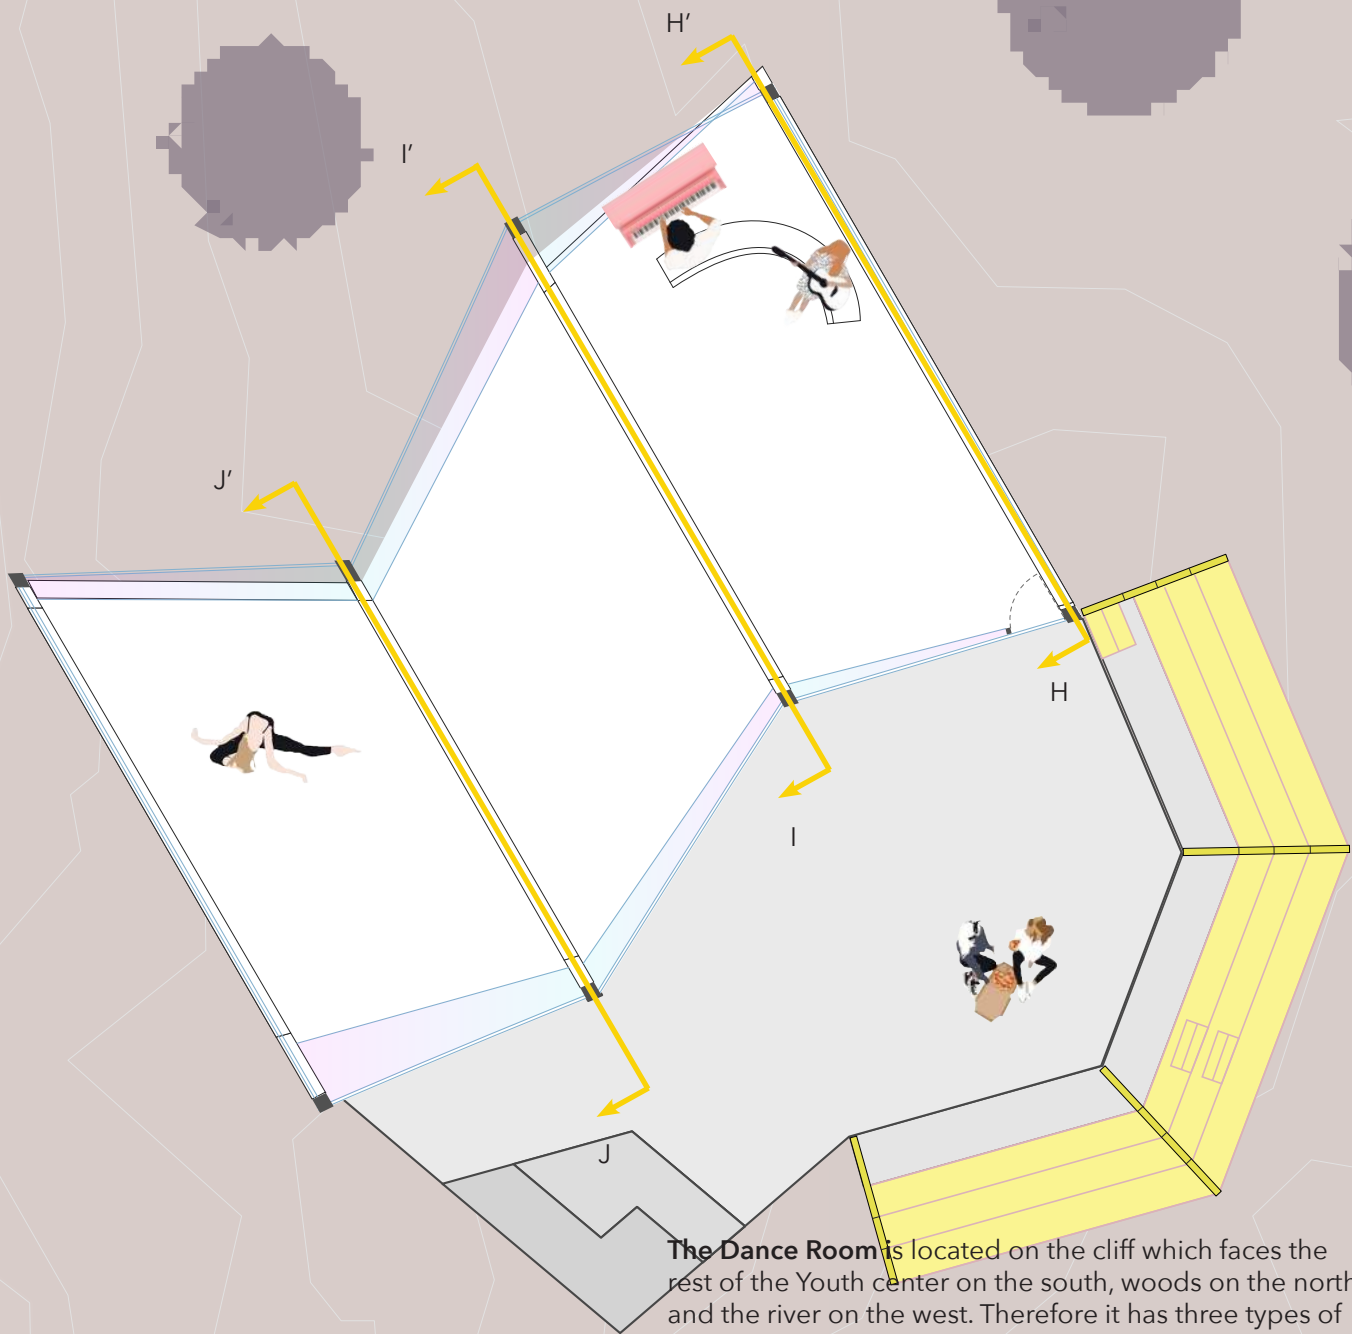 H’
I’
J’
H
I
J
The Dance Room is located on the cliff which faces the
rest of the Youth center on the south, woods on the north
and the river on the west. Therefore it has three types of